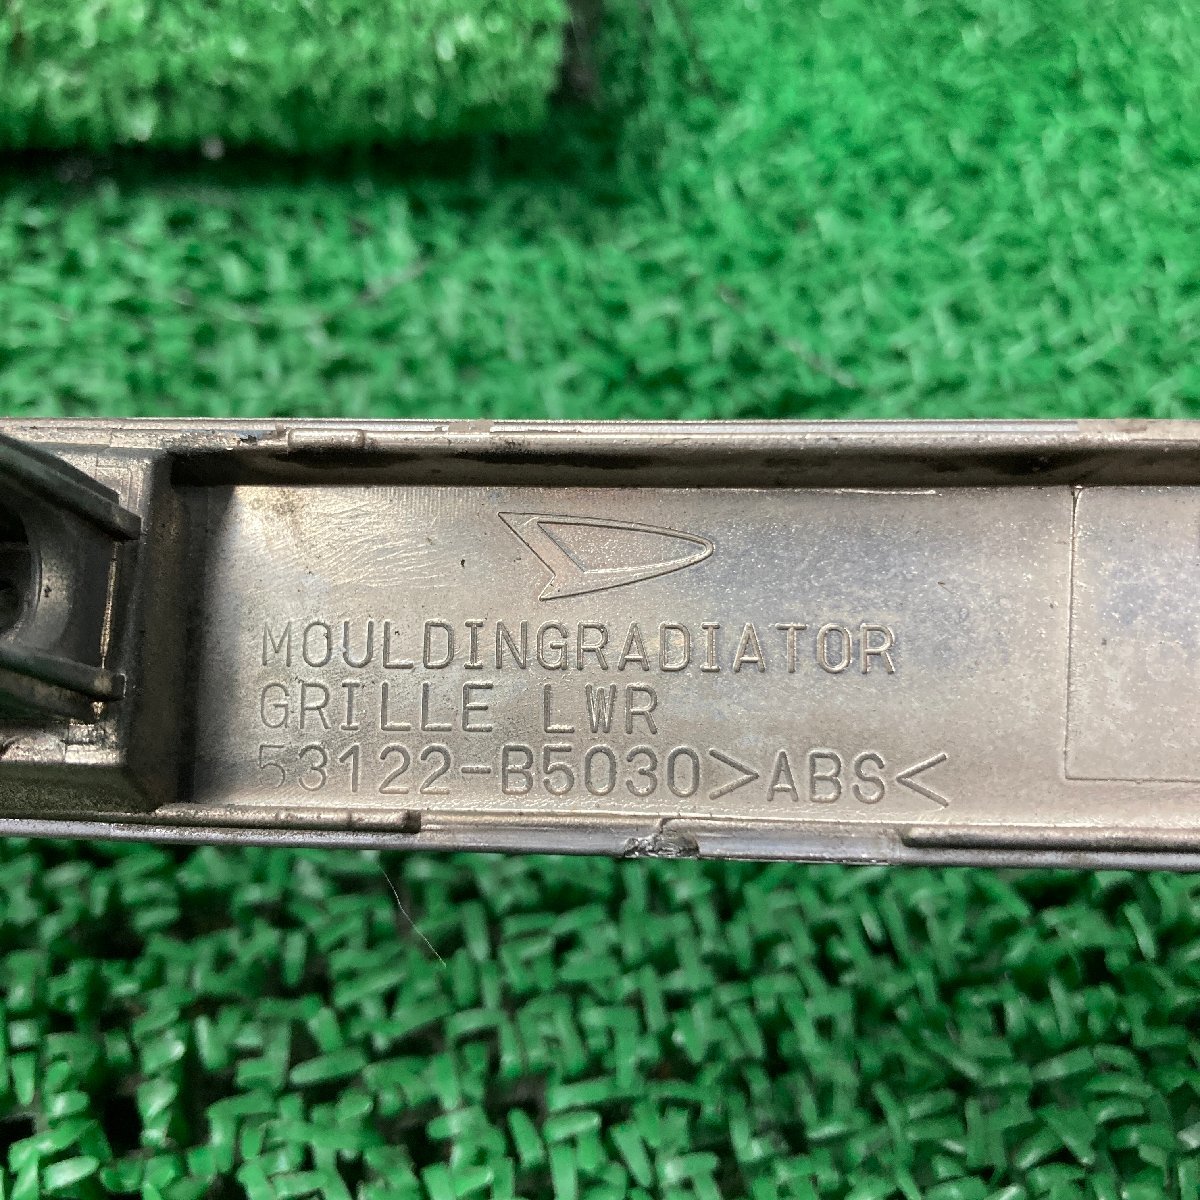 MOULDINGRADIATOR
GRILLE LWR
53122-B5030>ABS<